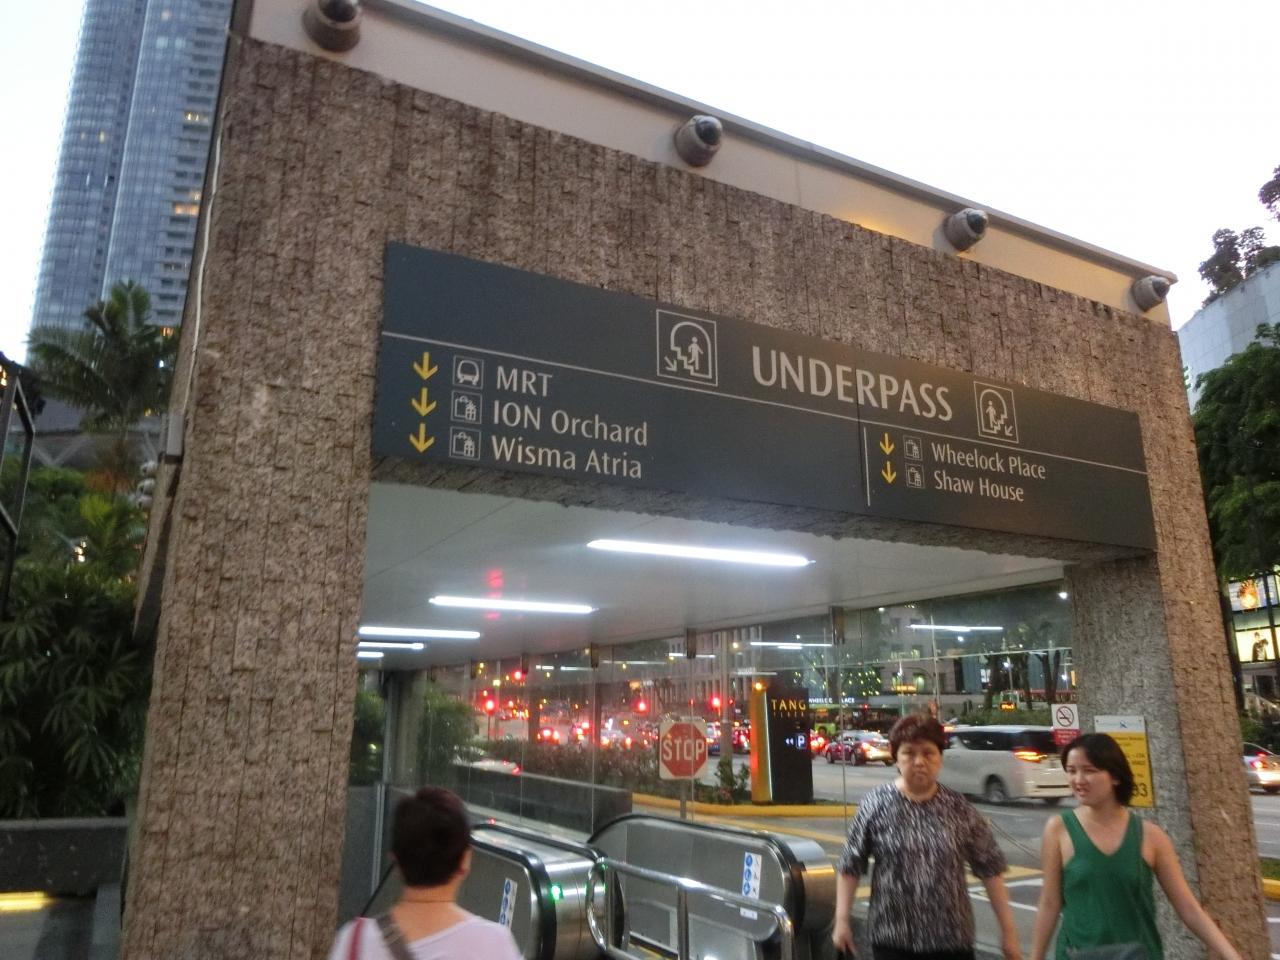 UNDERPASS
MRT
ION Orchard
Wisma Atria
Wheelock Place
Shaw House
TANG
STOP
P